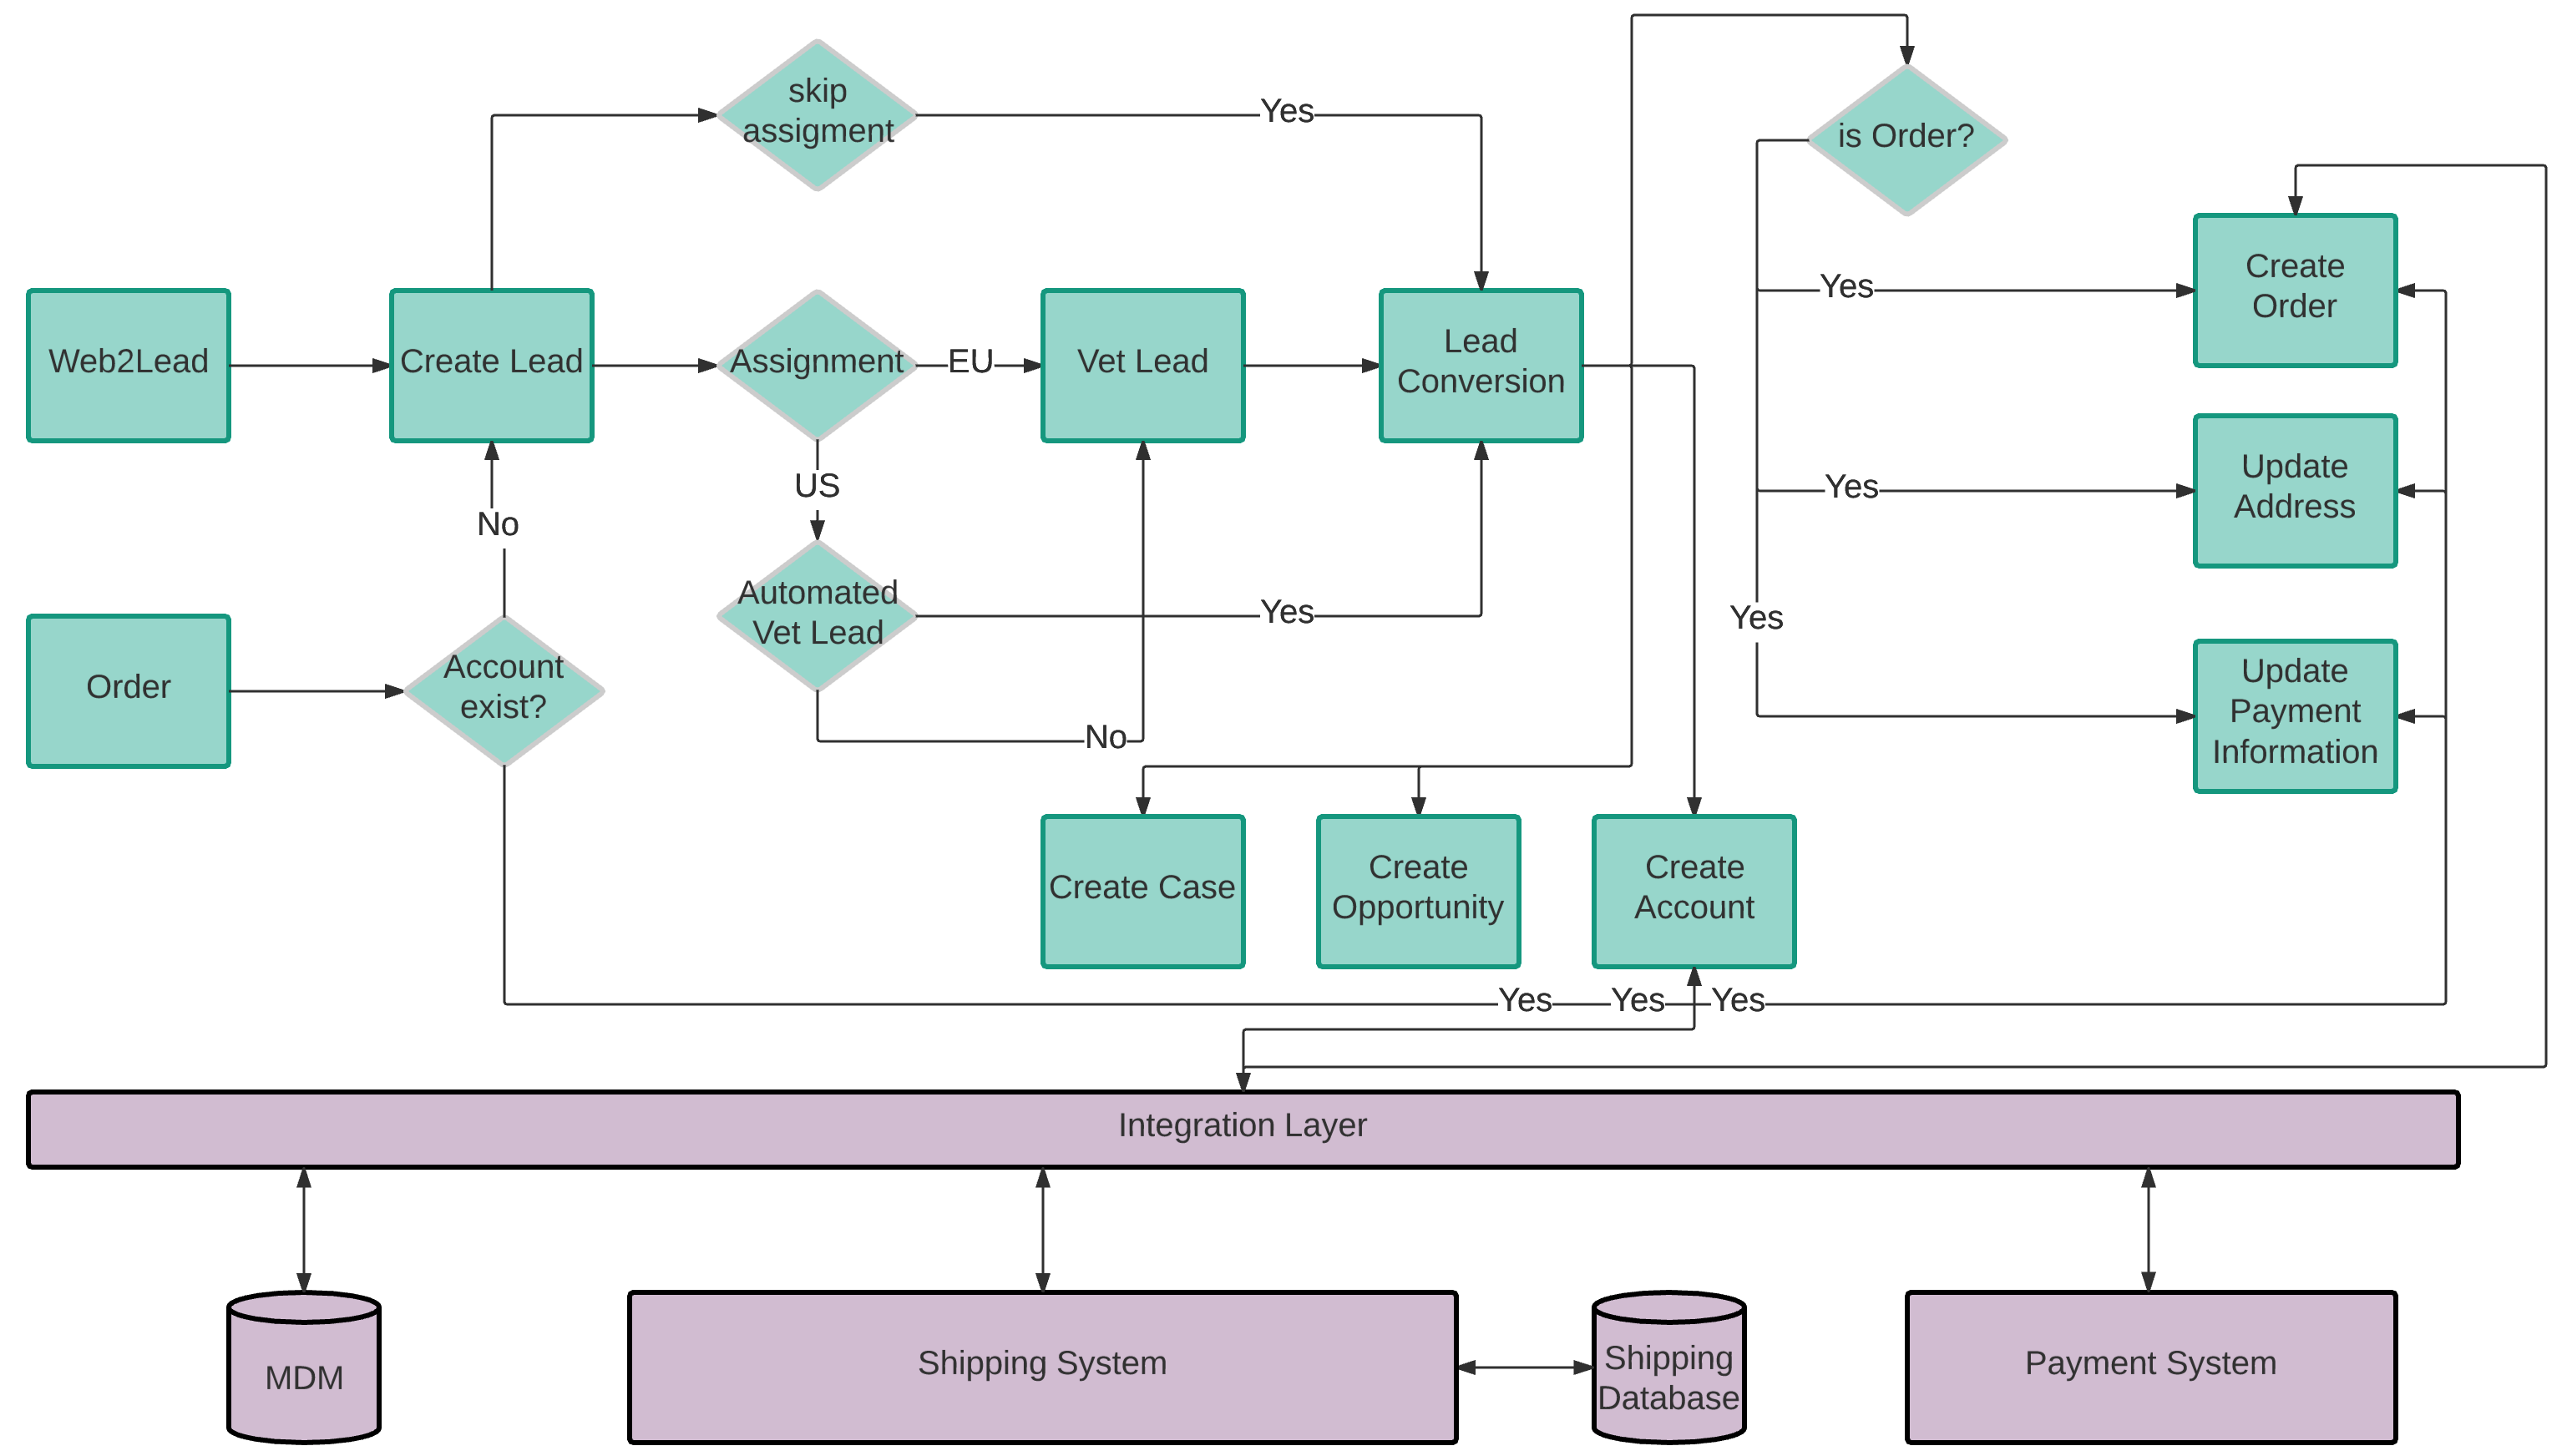 skip
assigment
Yes
is Order?
Create
Order
Yes
Web2Lead
Create Lead
Assignment
EU
Vet Lead
Lead
Conversion
US
Yes
Update
Address
No
Automated
Vet Lead
Yes
Yes
Order
Account
exist?
No
Update
Payment
Information
Create Case
Create
Opportunity
Create
Account
Yes
Yes
Yes
Integration Layer
MDM
Shipping System
Shipping
Database
Payment System